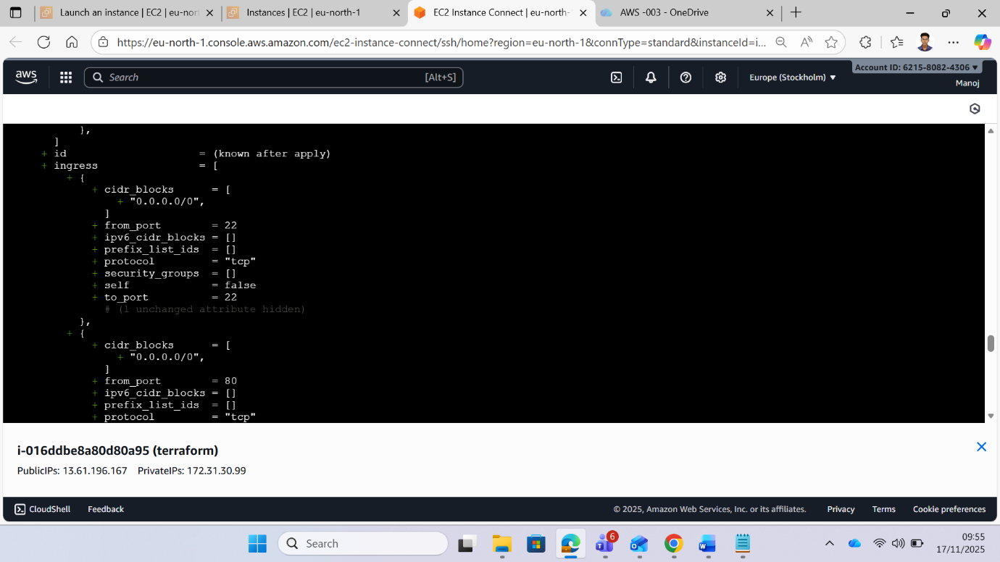 Launch an instance | EC2 | eu-nort
Instances | EC2 | eu-north-1
EC2 Instance Connect | eu-north-
AWS -003 - OneDrive
https://eu-north-1.console.aws.amazon.com/ec2-instance-connect/ssh/home?region=eu-north-1&connType=standard&instanceId=i...
aws
Search
[Alt+S]
Europe (Stockholm)
Account ID: 6215-8082-4306
Manoj
},
]
+ id = (known after apply)
+ ingress = [
+ {
+ cidr_blocks = [
+ "0.0.0.0/0",
]
+ from_port = 22
+ ipv6_cidr_blocks = []
+ prefix_list_ids = []
+ protocol = "tcp"
+ security_groups = []
+ self = false
+ to_port = 22
# (1 unchanged attribute hidden)
},
+ {
+ cidr_blocks = [
+ "0.0.0.0/0",
]
+ from_port = 80
+ ipv6_cidr_blocks = []
+ prefix_list_ids = []
+ protocol = "tcp"
i-016ddbe8a80d80a95 (terraform)
PublicIPs: 13.61.196.167 PrivateIPs: 172.31.30.99
CloudShell Feedback
© 2025, Amazon Web Services, Inc. or its affiliates. Privacy Terms Cookie preferences
Search
6
09:55
17/11/2025